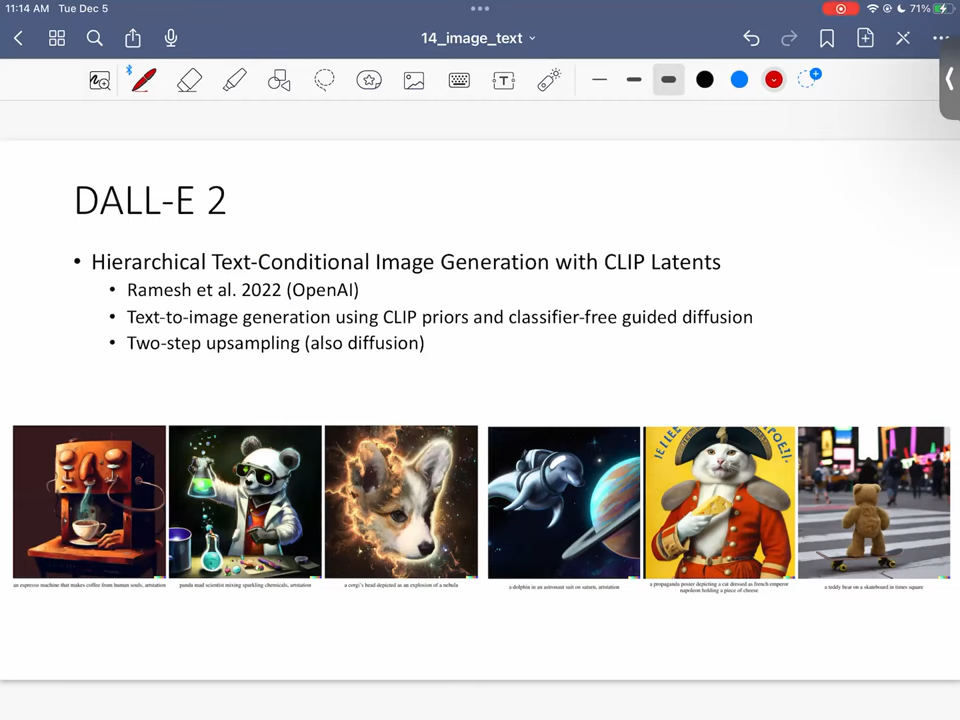 11:14 AM Tue Dec 5
71%
14_image_text
DALL-E 2
• Hierarchical Text-Conditional Image Generation with CLIP Latents
• Ramesh et al. 2022 (OpenAI)
• Text-to-image generation using CLIP priors and classifier-free guided diffusion
• Two-step upsampling (also diffusion)
an espresso machine that makes coffee from human souls, artstation
panda mad scientist mixing sparkling chemicals, artstation
a corgi's head depicted as an explosion of a nebula
a dolphin in an astronaut suit on saturn, artstation
a propaganda poster depicting a cat dressed as french emperor
napoleon holding a piece of cheese
a teddy bear on a skateboard in times square